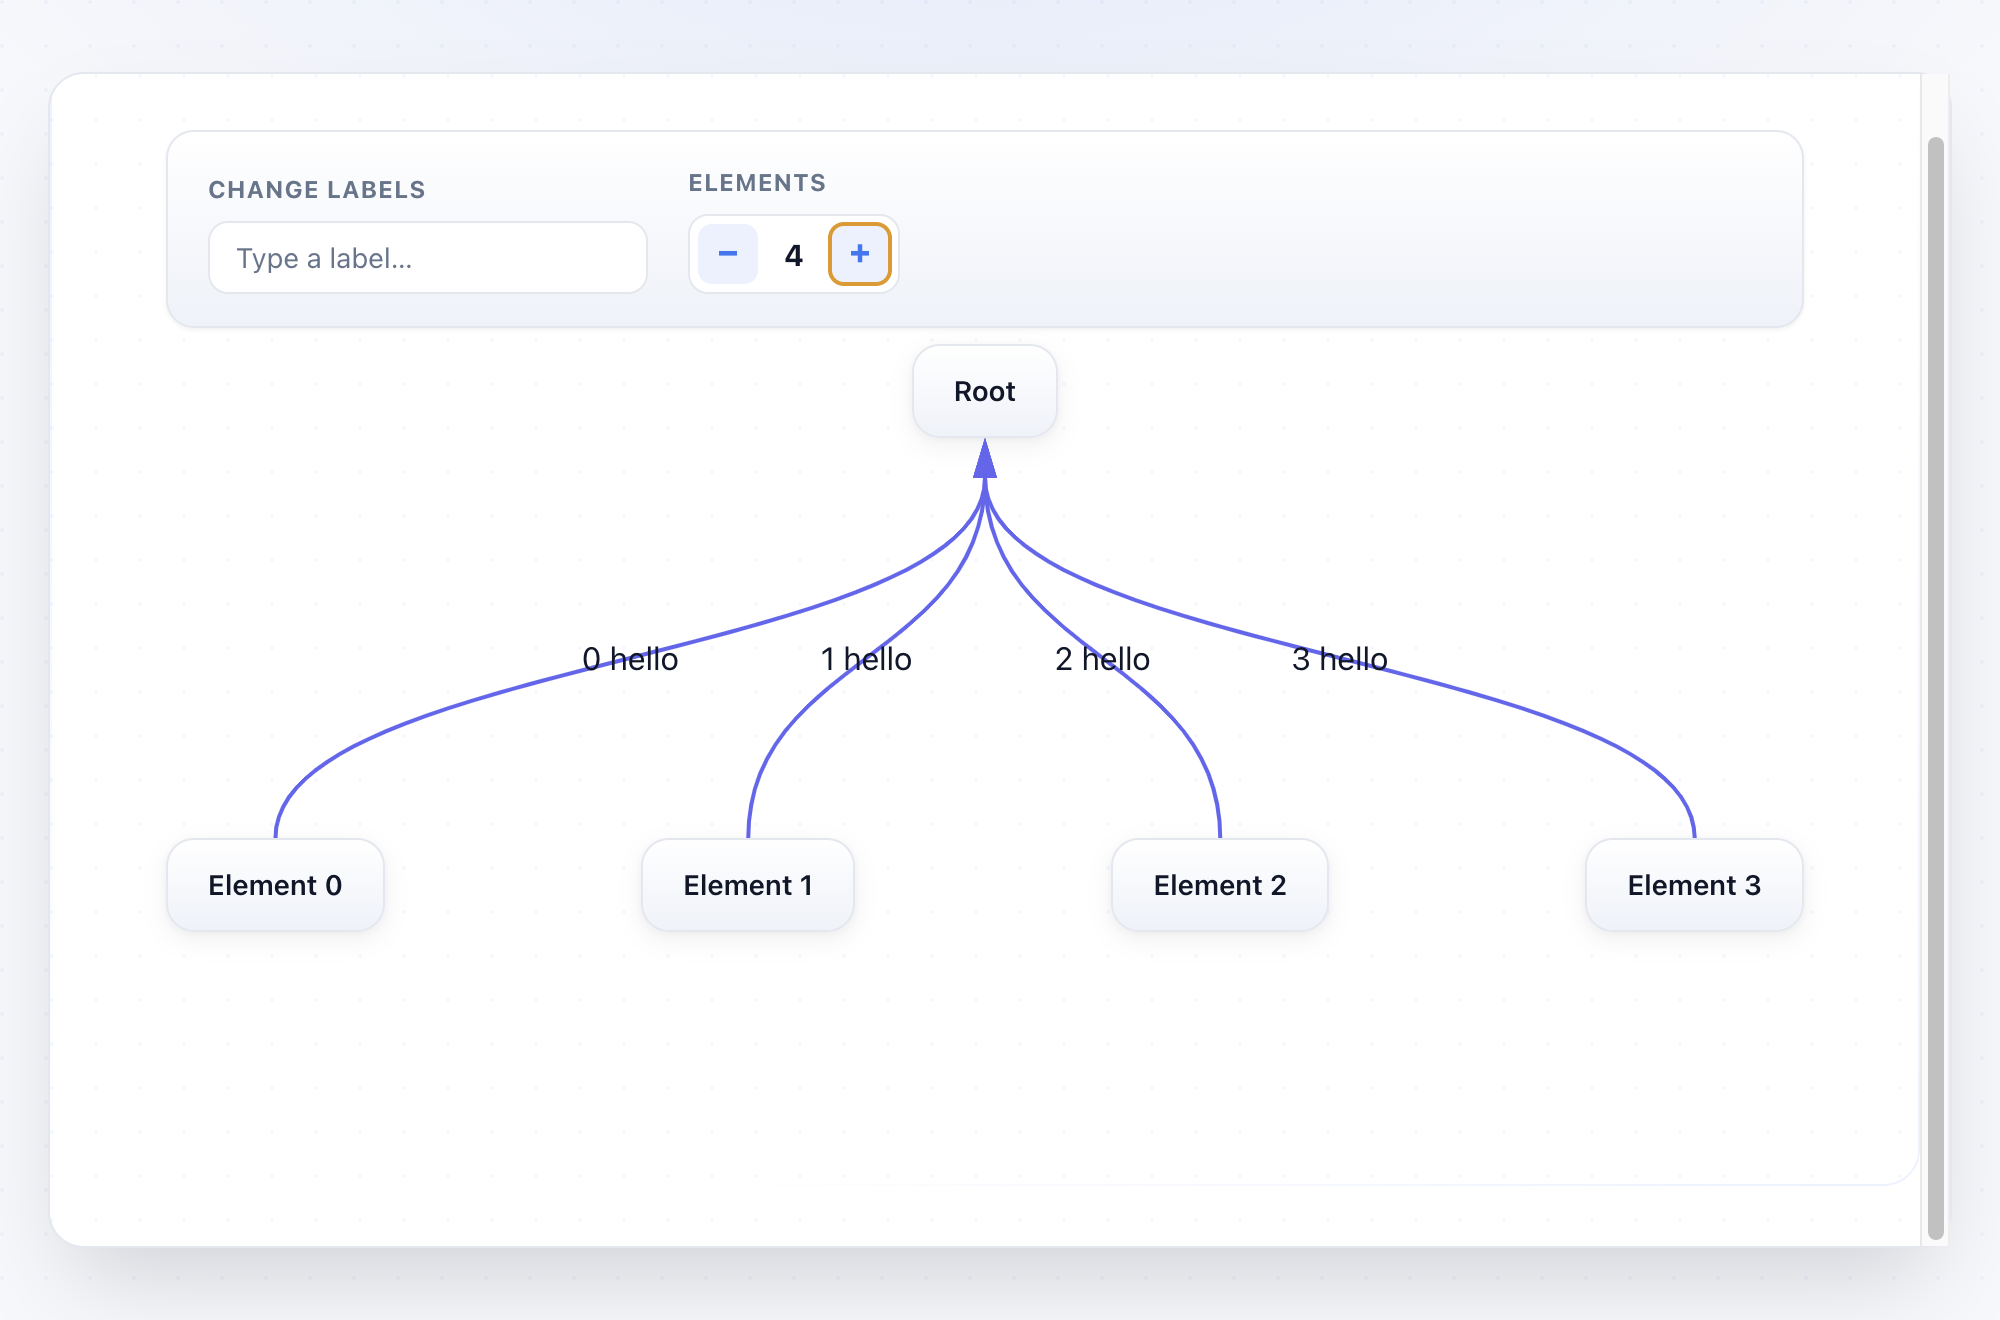 CHANGE LABELS
Type a label...
ELEMENTS
− 4 +
Root
0 hello
1 hello
2 hello
3 hello
Element 0
Element 1
Element 2
Element 3